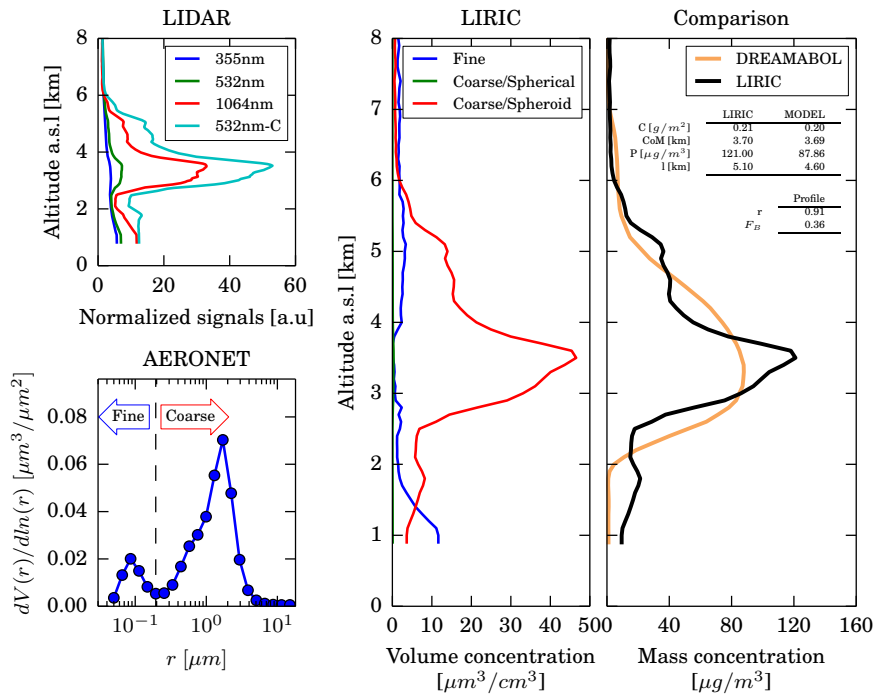 LIDAR
8
7
6
5
4
3
2
1
0
0 20 40 60
Altitude a.s.l [km]
Normalized signals [a.u]
355nm
532nm
1064nm
532nm-C
AERONET
0.08
0.06
0.04
0.02
0.00
dV(r)/dln(r) [μm³/μm²]
Fine
Coarse
10⁻¹ 10⁰ 10¹
r [μm]
LIRIC
8
7
6
5
4
3
2
1
0
0 10 20 30 40 50
Altitude a.s.l [km]
Volume concentration
[μm³/cm³]
Fine
Coarse/Spherical
Coarse/Spheroid
Comparison
DREAMABOL
LIRIC
LIRIC MODEL
C [g/m²] 0.21 0.20
CoM [km] 3.70 3.69
P [μg/m³] 121.00 87.86
l [km] 5.10 4.60
Profile
r 0.91
F_B 0.36
0 40 80 120 160
Mass concentration
[μg/m³]